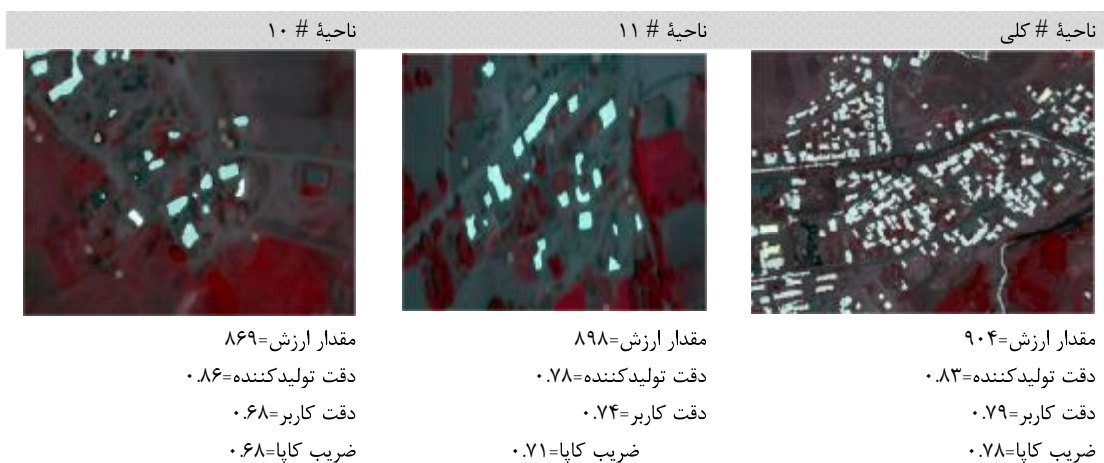 ناحیهٔ # کلی
ناحیهٔ # ۱۱
ناحیهٔ # ۱۰
مقدار ارزش=۹۰۴
دقت تولیدکننده=۰.۸۳
دقت کاربر=۰.۷۹
ضریب کاپا=۰.۷۸
مقدار ارزش=۸۹۸
دقت تولیدکننده=۰.۷۸
دقت کاربر=۰.۷۴
ضریب کاپا=۰.۷۱
مقدار ارزش=۸۶۹
دقت تولیدکننده=۰.۸۶
دقت کاربر=۰.۶۸
ضریب کاپا=۰.۶۸